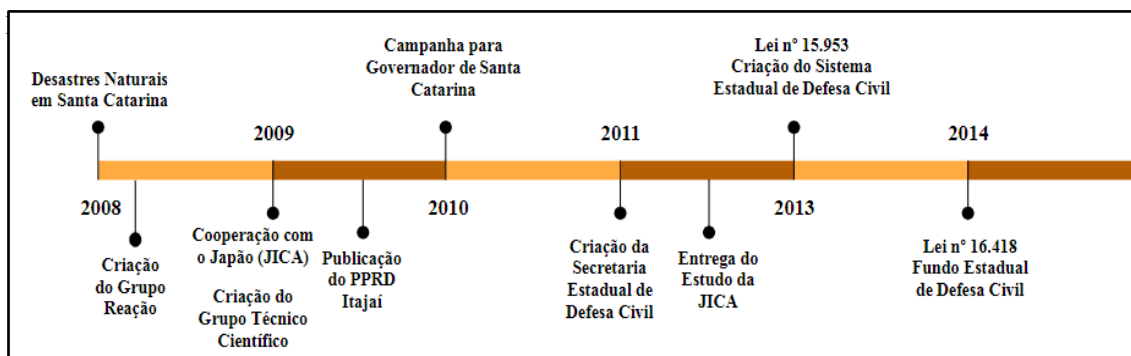 Desastres Naturais
em Santa Catarina
Campanha para
Governador de Santa
Catarina
Lei n° 15.953
Criação do Sistema
Estadual de Defesa Civil
2009
2011
2014
2008
2010
2013
Criação
do Grupo
Reação
Cooperação com
o Japão (JICA)
Criação do
Grupo Técnico
Científico
Publicação
do PPRD
Itajaí
Criação da
Secretaria
Estadual de
Defesa Civil
Entrega do
Estudo da
JICA
Lei n° 16.418
Fundo Estadual
de Defesa Civil